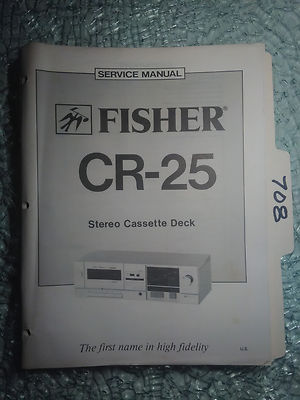 SERVICE MANUAL
FISHER®
CR-25
Stereo Cassette Deck
708
The first name in high fidelity
U.S.